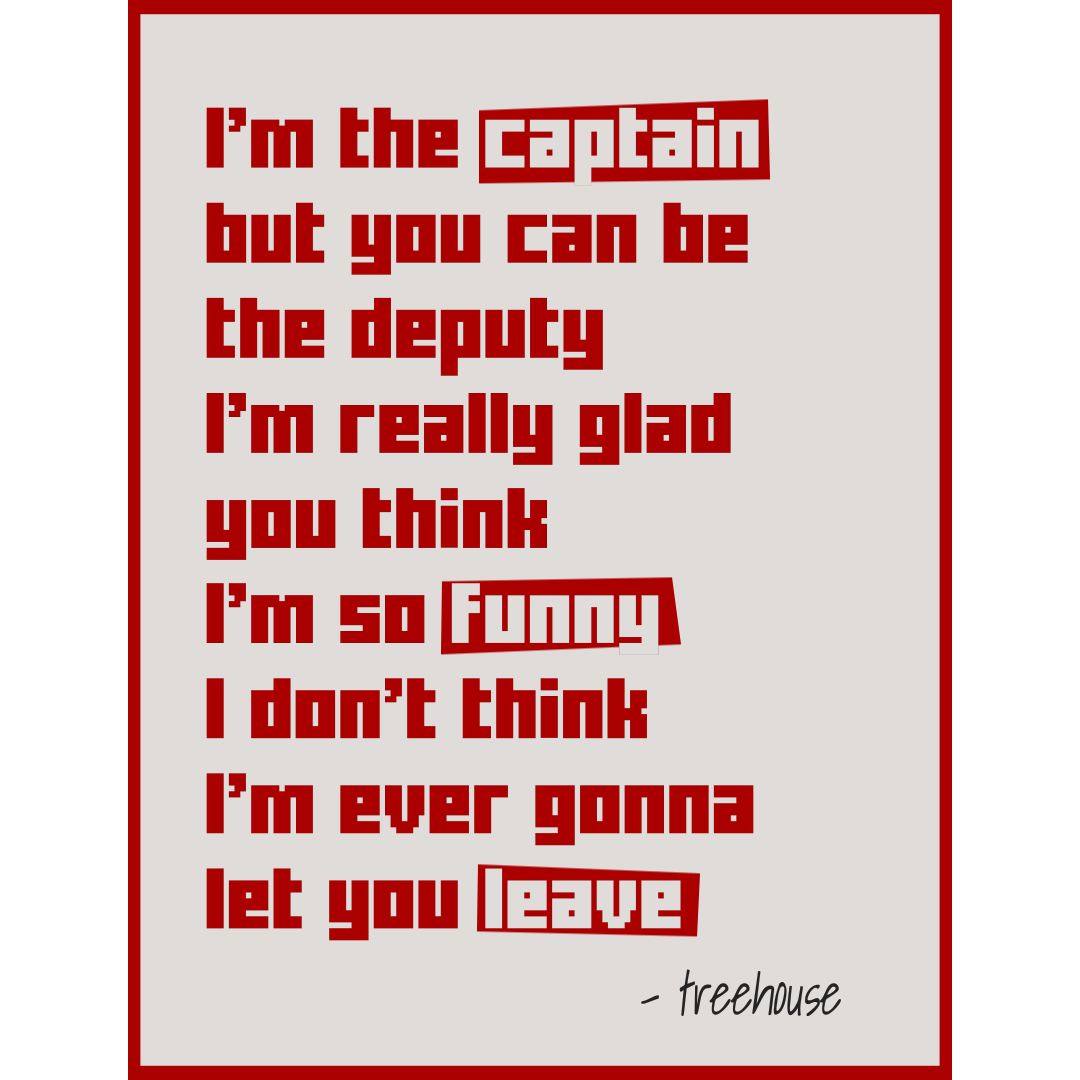 I'm the captain
but you can be
the deputy
I'm really glad
you think
I'm so funny
I don't think
I'm ever gonna
let you leave
- treehouse